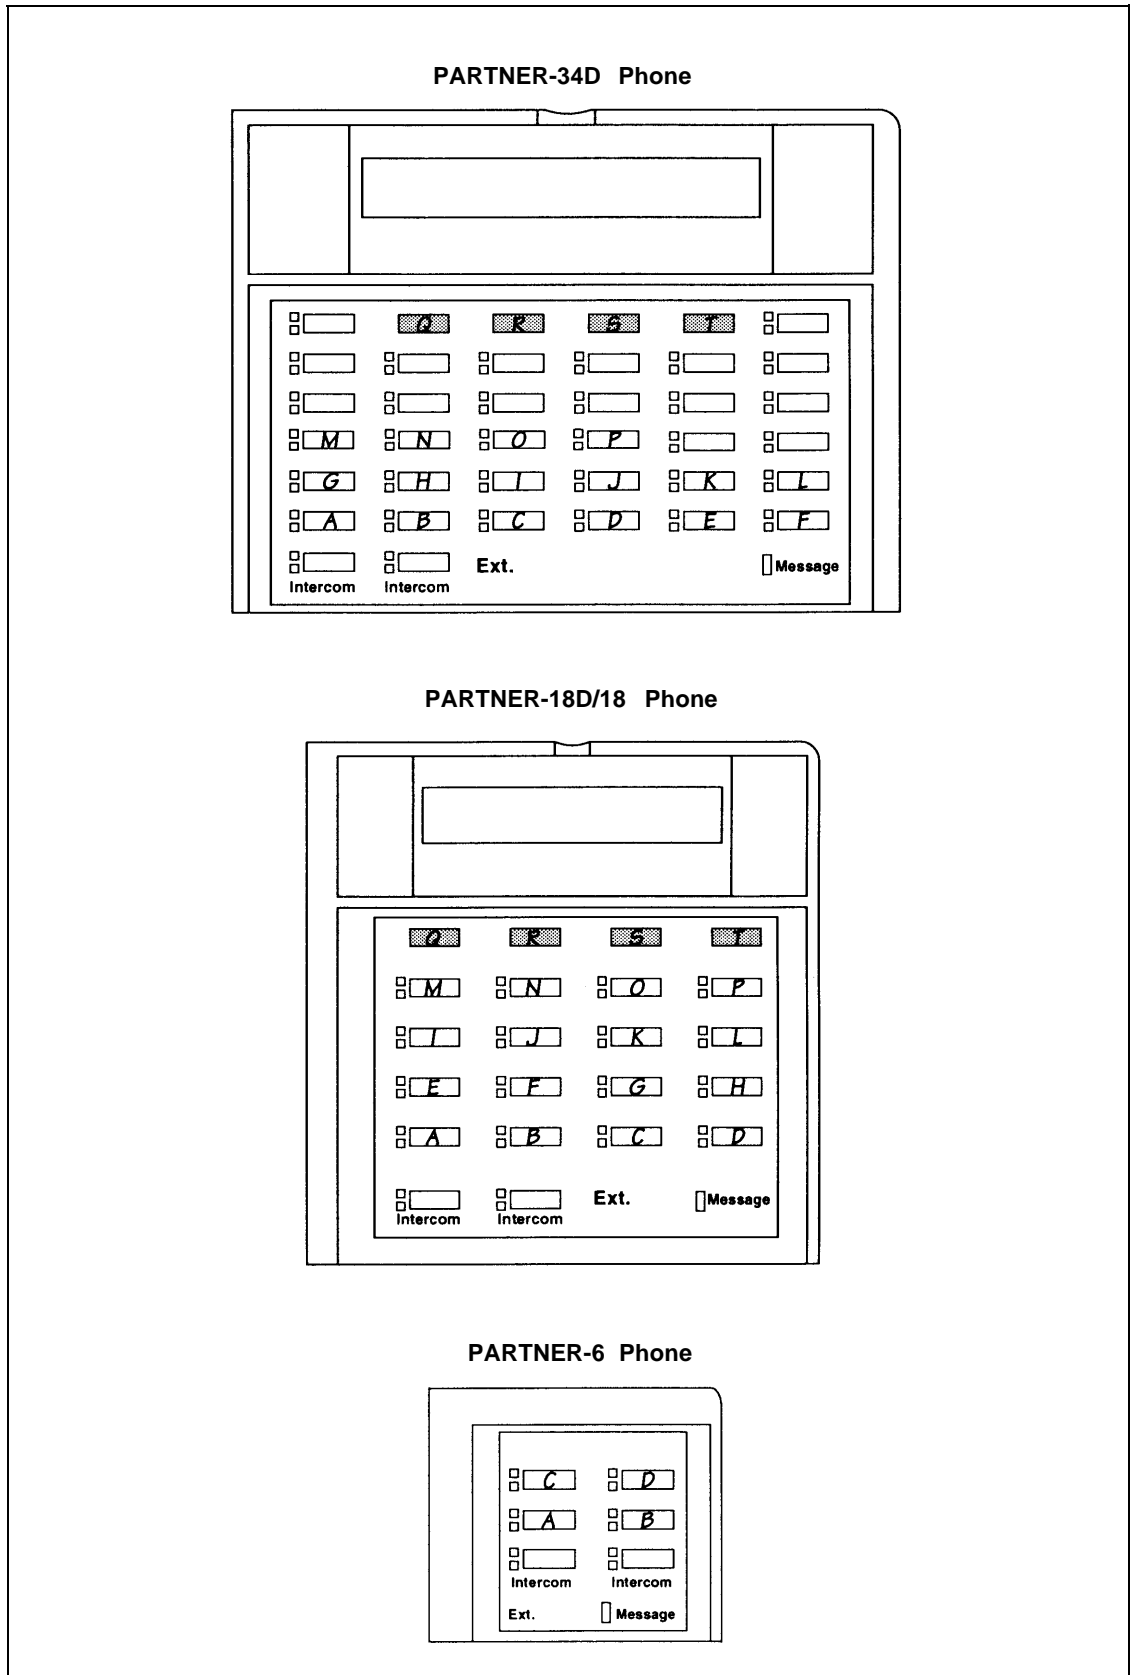 PARTNER-34D Phone
Q R S T
M N O P
G H I J K L
A B C D E F
Ext. Message
Intercom Intercom
PARTNER-18D/18 Phone
Q R S T
M N O P
I J K L
E F G H
A B C D
Ext. Message
Intercom Intercom
PARTNER-6 Phone
C D
A B
Intercom Intercom
Ext. Message